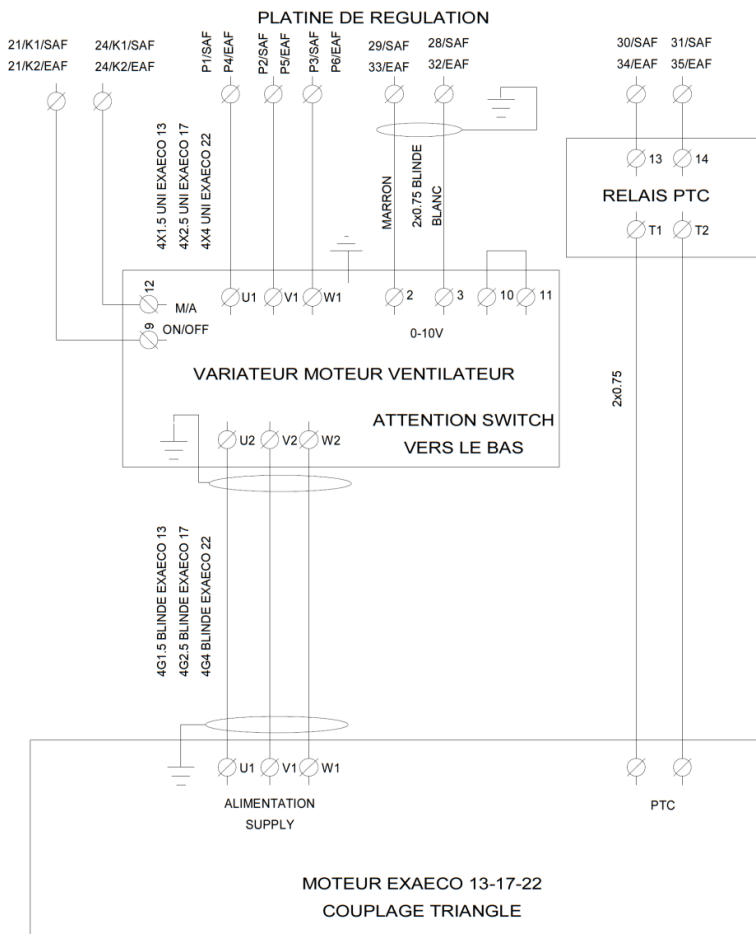 PLATINE DE REGULATION
21/K1/SAF
21/K2/EAF
24/K1/SAF
24/K2/EAF
P1/SAF
P4/EAF
P2/SAF
P5/EAF
P3/SAF
P6/EAF
29/SAF
33/EAF
28/SAF
32/EAF
30/SAF
34/EAF
31/SAF
35/EAF
4X1.5 UNI EXAECO 13
4X2.5 UNI EXAECO 17
4X4 UNI EXAECO 22
MARRON
2x0.75 BLINDE
BLANC
13
14
RELAIS PTC
T1
T2
12
M/A
9
ON/OFF
U1
V1
W1
2
3
10
11
0-10V
VARIATEUR MOTEUR VENTILATEUR
ATTENTION SWITCH
VERS LE BAS
U2
V2
W2
2x0.75
4G1.5 BLINDE EXAECO 13
4G2.5 BLINDE EXAECO 17
4G4 BLINDE EXAECO 22
U1
V1
W1
ALIMENTATION
SUPPLY
PTC
MOTEUR EXAECO 13-17-22
COUPLAGE TRIANGLE